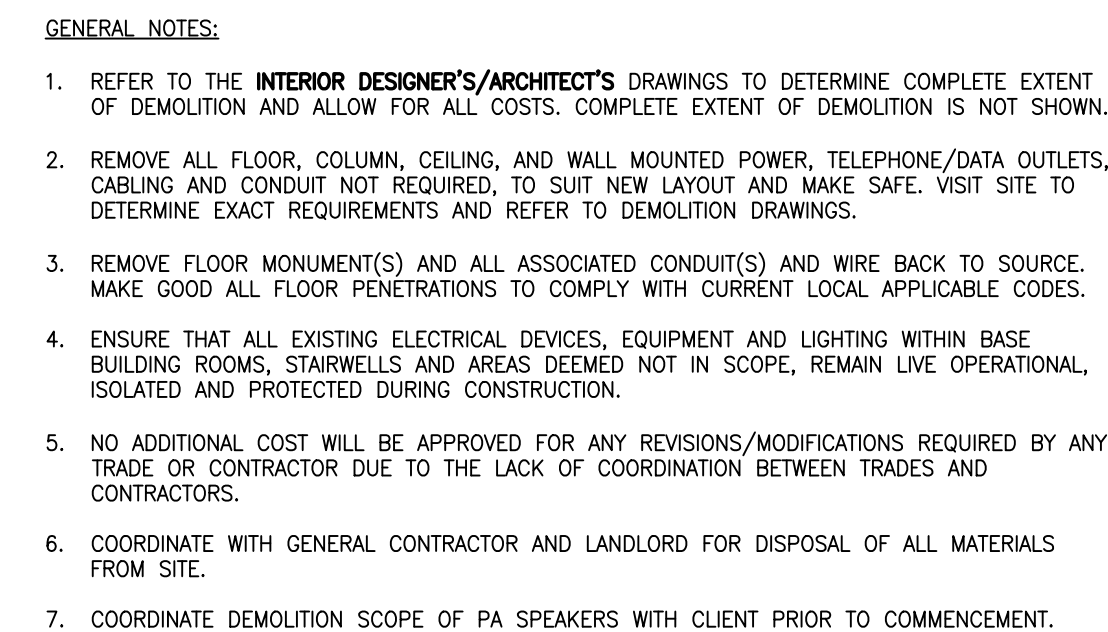 GENERAL NOTES:
1. REFER TO THE INTERIOR DESIGNER'S/ARCHITECT'S DRAWINGS TO DETERMINE COMPLETE EXTENT
OF DEMOLITION AND ALLOW FOR ALL COSTS. COMPLETE EXTENT OF DEMOLITION IS NOT SHOWN.
2. REMOVE ALL FLOOR, COLUMN, CEILING, AND WALL MOUNTED POWER, TELEPHONE/DATA OUTLETS,
CABLING AND CONDUIT NOT REQUIRED, TO SUIT NEW LAYOUT AND MAKE SAFE. VISIT SITE TO
DETERMINE EXACT REQUIREMENTS AND REFER TO DEMOLITION DRAWINGS.
3. REMOVE FLOOR MONUMENT(S) AND ALL ASSOCIATED CONDUIT(S) AND WIRE BACK TO SOURCE.
MAKE GOOD ALL FLOOR PENETRATIONS TO COMPLY WITH CURRENT LOCAL APPLICABLE CODES.
4. ENSURE THAT ALL EXISTING ELECTRICAL DEVICES, EQUIPMENT AND LIGHTING WITHIN BASE
BUILDING ROOMS, STAIRWELLS AND AREAS DEEMED NOT IN SCOPE, REMAIN LIVE OPERATIONAL,
ISOLATED AND PROTECTED DURING CONSTRUCTION.
5. NO ADDITIONAL COST WILL BE APPROVED FOR ANY REVISIONS/MODIFICATIONS REQUIRED BY ANY
TRADE OR CONTRACTOR DUE TO THE LACK OF COORDINATION BETWEEN TRADES AND
CONTRACTORS.
6. COORDINATE WITH GENERAL CONTRACTOR AND LANDLORD FOR DISPOSAL OF ALL MATERIALS
FROM SITE.
7. COORDINATE DEMOLITION SCOPE OF PA SPEAKERS WITH CLIENT PRIOR TO COMMENCEMENT.